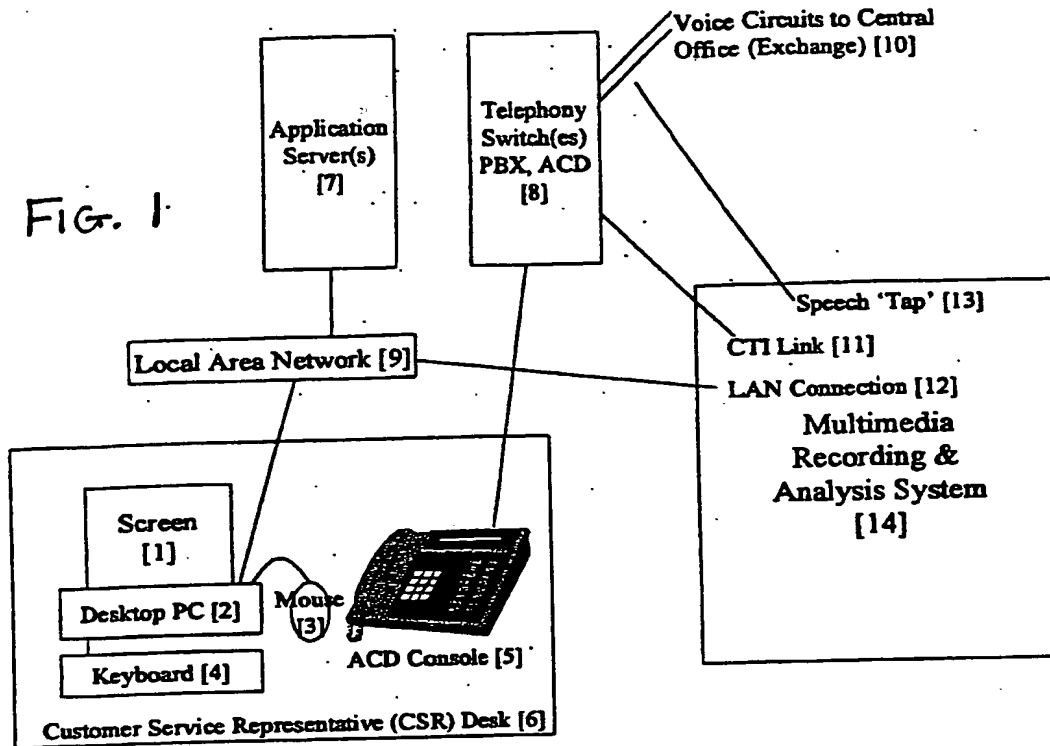 Voice Circuits to Central
Office (Exchange) [10]
Application
Server(s)
[7]
Telephony
Switch(es)
PBX, ACD
[8]
FIG. 1
Speech 'Tap' [13]
CTI Link [11]
Local Area Network [9]
LAN Connection [12]
Multimedia
Recording &
Analysis System
[14]
Screen
[1]
Desktop PC [2]
Mouse
[3]
Keyboard [4]
ACD Console [5]
Customer Service Representative (CSR) Desk [6]